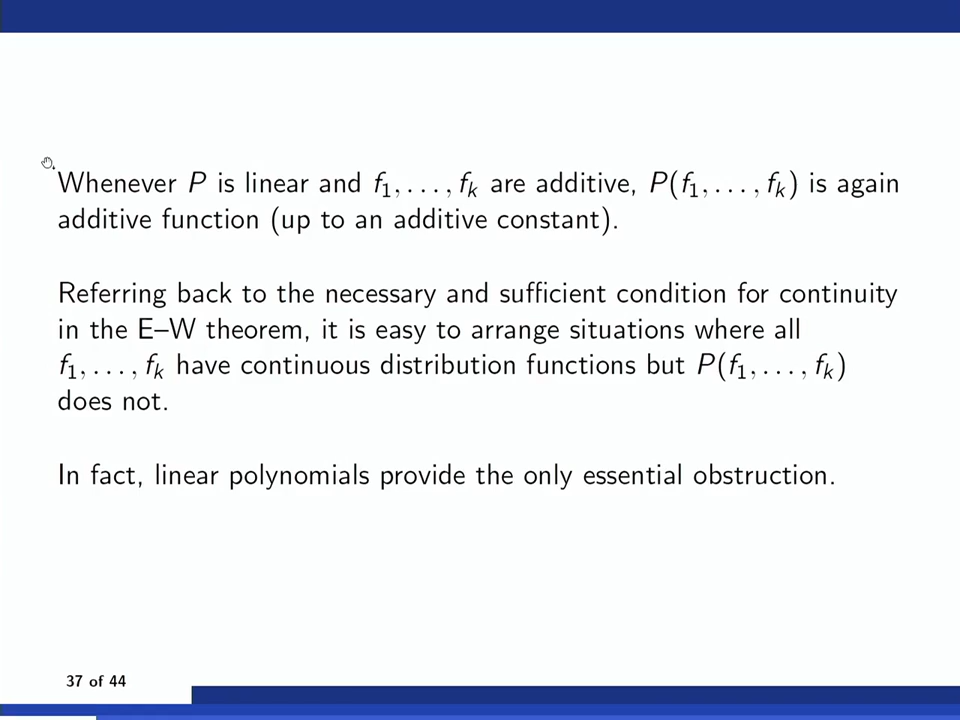 Whenever P is linear and f₁, . . . , fₖ are additive, P(f₁, . . . , fₖ) is again
additive function (up to an additive constant).
Referring back to the necessary and sufficient condition for continuity
in the E–W theorem, it is easy to arrange situations where all
f₁, . . . , fₖ have continuous distribution functions but P(f₁, . . . , fₖ)
does not.
In fact, linear polynomials provide the only essential obstruction.
37 of 44